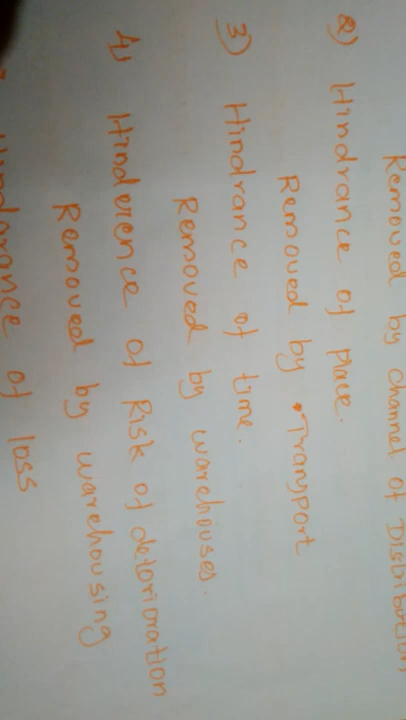 Removed by channel of Distribution
2) Hindrance of place.
Removed by Transport
3) Hindrance of time.
Removed by warehouses.
4) Hinderence of Risk of detorioration
Removed by warehousing
of loss